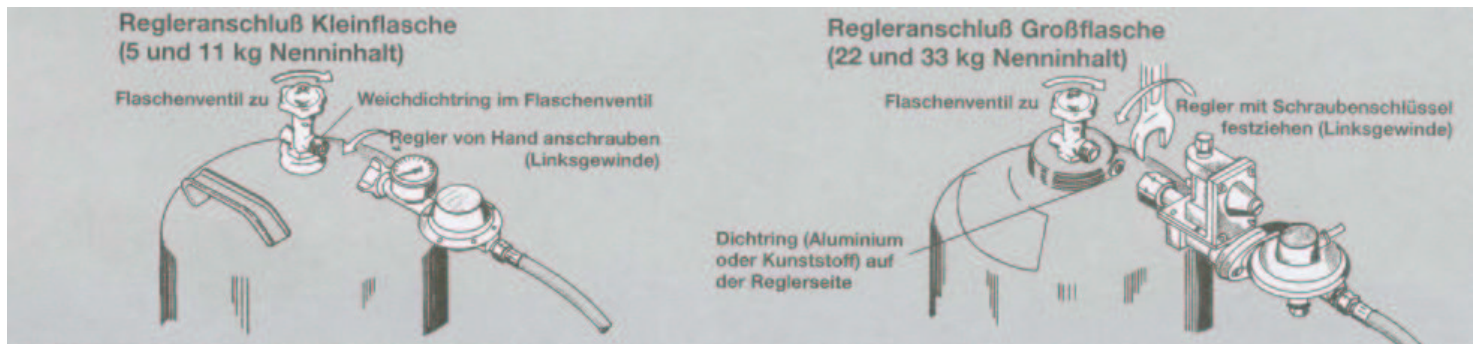 Regleranschluß Kleinflasche
(5 und 11 kg Nenninhalt)
Flaschenventil zu
Weichdichtring im Flaschenventil
Regler von Hand anschrauben
(Linksgewinde)
Regleranschluß Großflasche
(22 und 33 kg Nenninhalt)
Flaschenventil zu
Regler mit Schraubenschlüssel
festziehen (Linksgewinde)
Dichtring (Aluminium
oder Kunststoff) auf
der Reglerseite